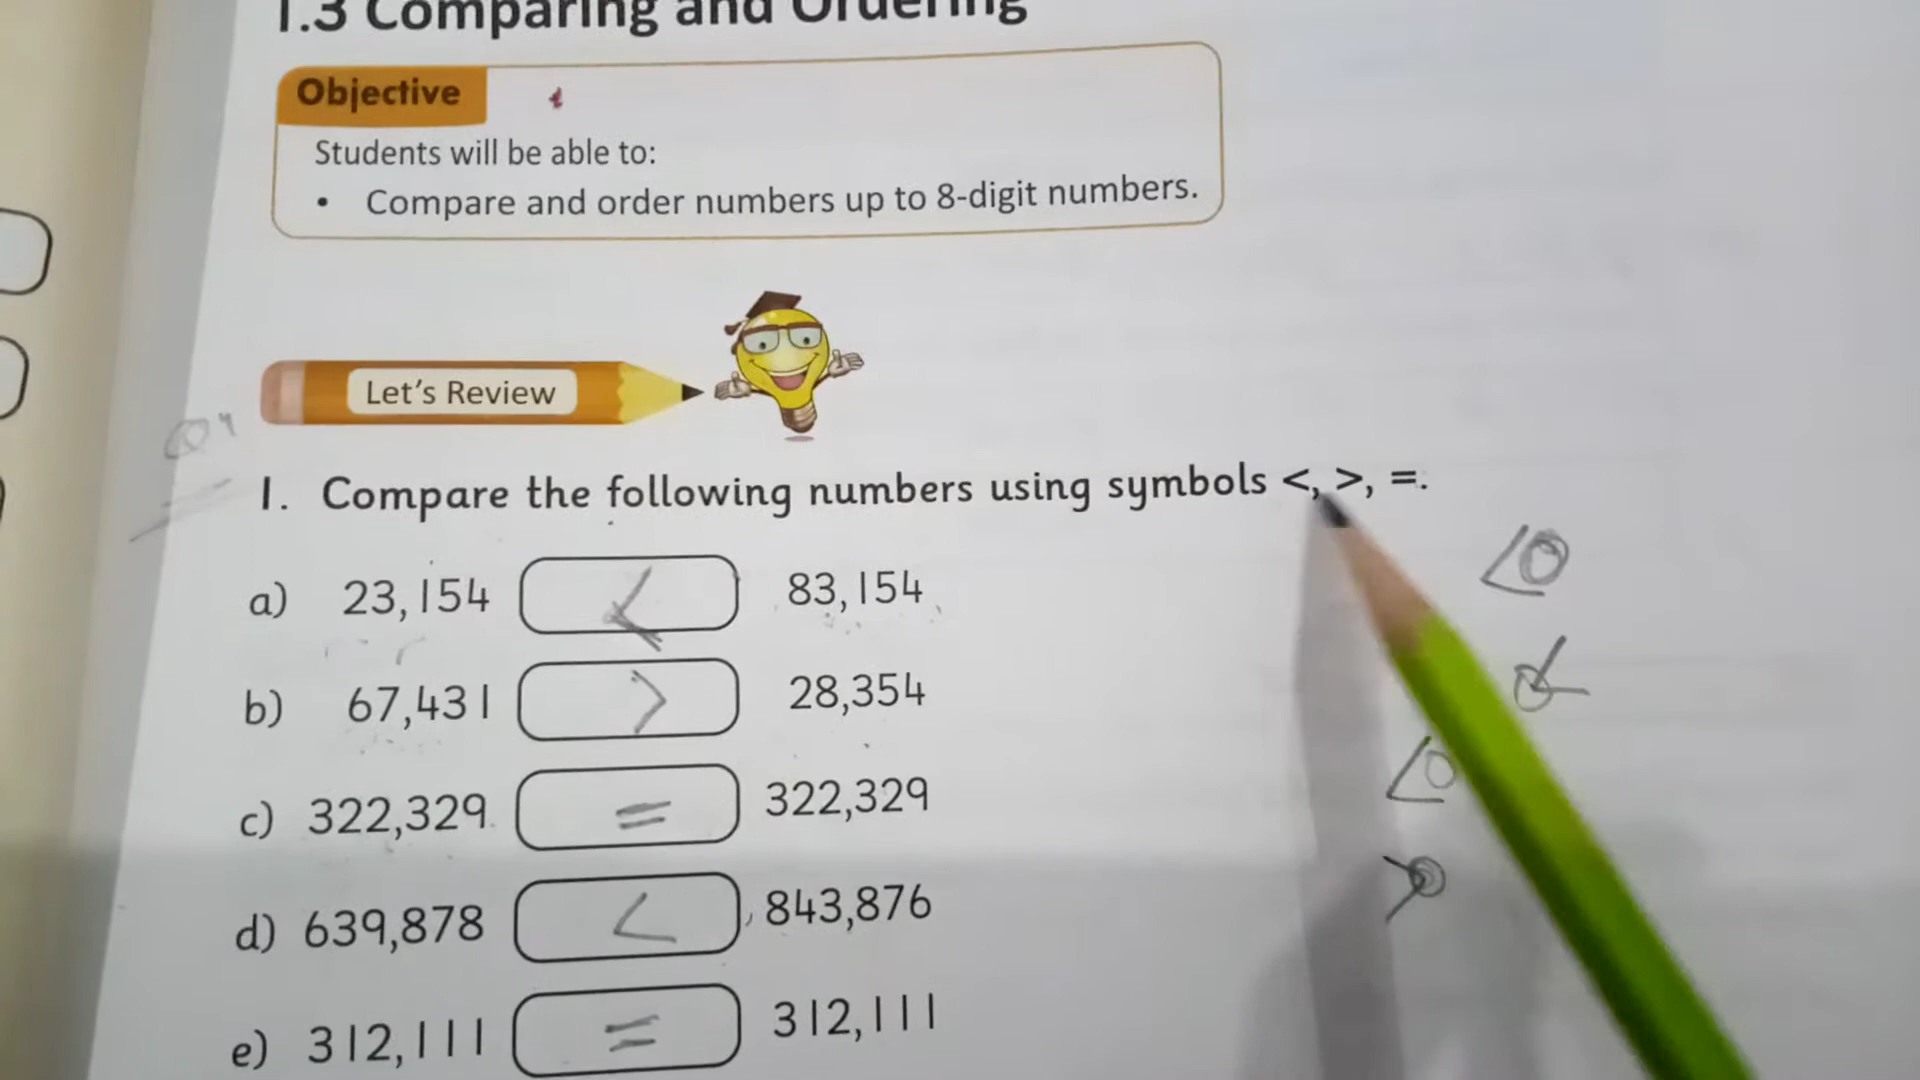 1.3 Comparing and Ordering
Objective
Students will be able to:
• Compare and order numbers up to 8-digit numbers.
Let's Review
1. Compare the following numbers using symbols <, >, =.
a) 23,154 < 83,154
b) 67,431 > 28,354
c) 322,329 = 322,329
d) 639,878 < 843,876
e) 312,111 = 312,111